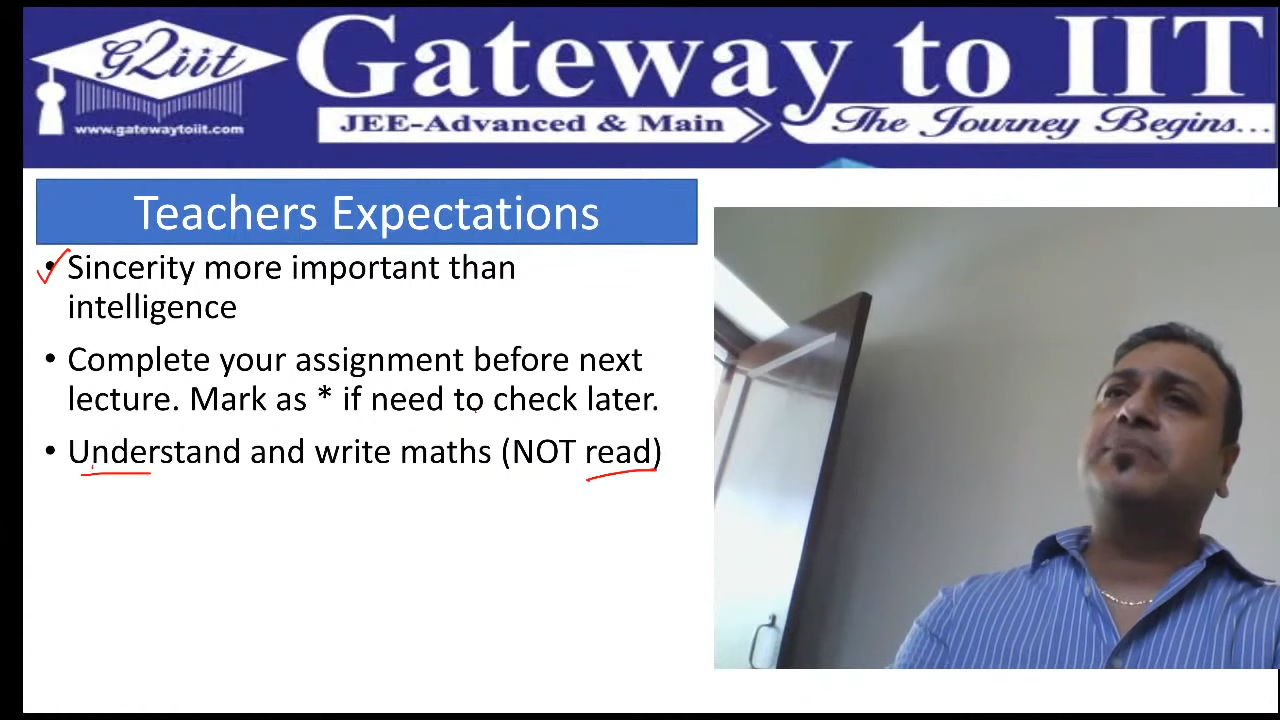 G2iit
www.gatewaytoiit.com
Gateway to IIT
JEE-Advanced & Main
The Journey Begins...
Teachers Expectations
• Sincerity more important than
intelligence
• Complete your assignment before next
lecture. Mark as * if need to check later.
• Understand and write maths (NOT read)